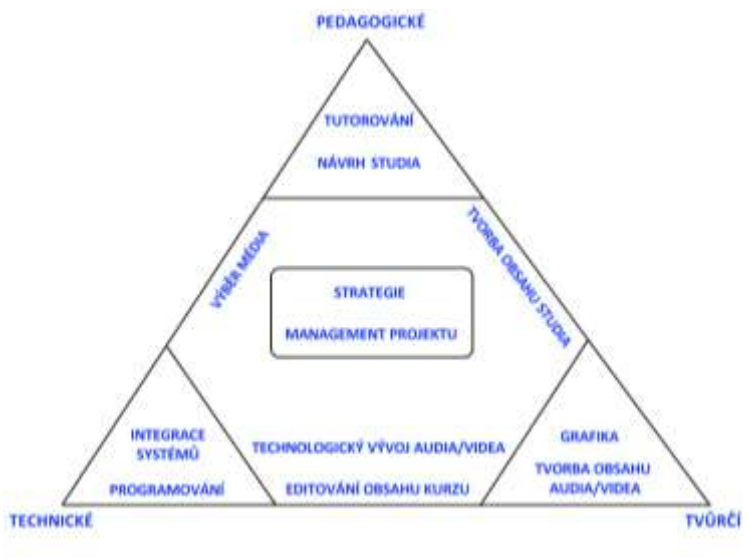 PEDAGOGICKÉ
TUTOROVÁNÍ
NÁVRH STUDIA
VÝBĚR MÉDIA
TVORBA OBSAHU STUDIA
STRATEGIE
MANAGEMENT PROJEKTU
INTEGRACE
SYSTÉMŮ
PROGRAMOVÁNÍ
TECHNOLOGICKÝ VÝVOJ AUDIA/VIDEA
EDITOVÁNÍ OBSAHU KURZU
GRAFIKA
TVORBA OBSAHU
AUDIA/VIDEA
TECHNICKÉ
TVŮRČÍ